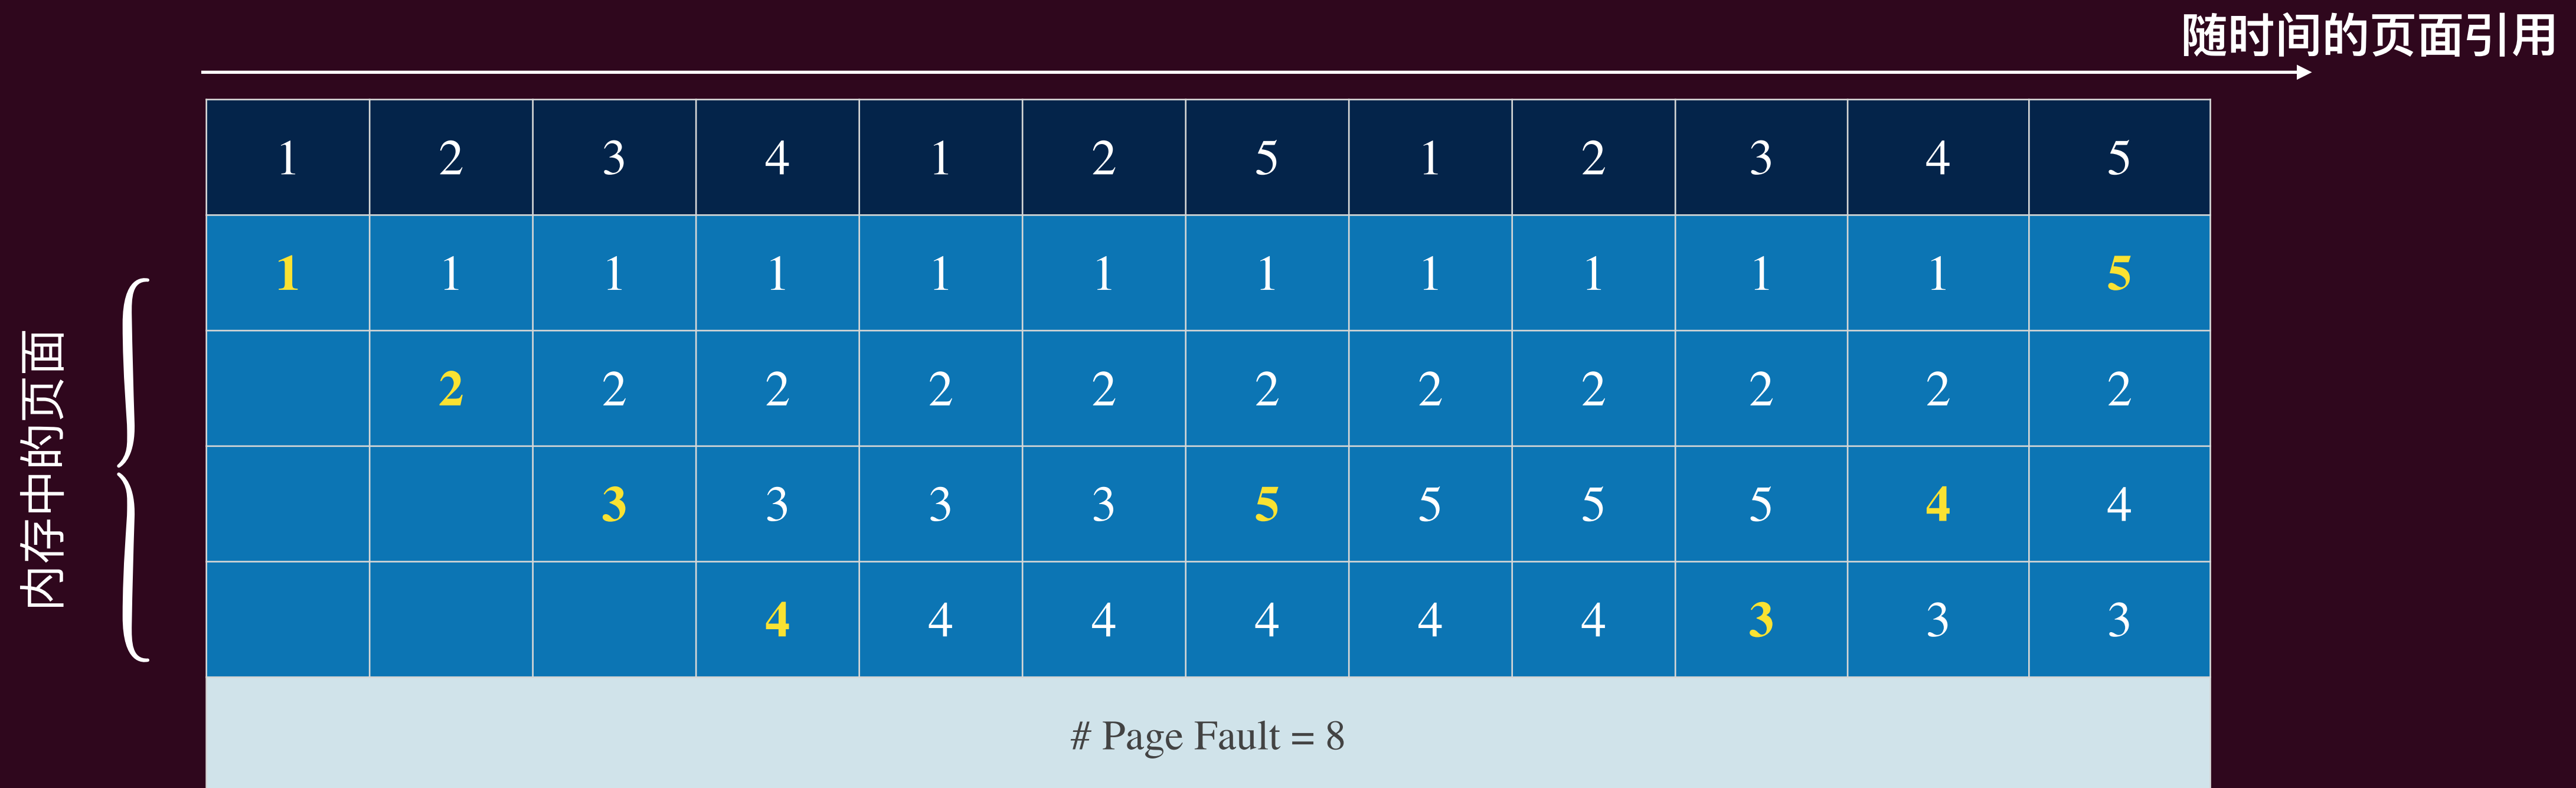 随时间的页面引用
1 2 3 4 1 2 5 1 2 3 4 5
1 1 1 1 1 1 1 1 1 1 1 5
2 2 2 2 2 2 2 2 2 2 2
3 3 3 3 5 5 5 5 4 4
4 4 4 4 4 4 3 3 3
内存中的页面
# Page Fault = 8